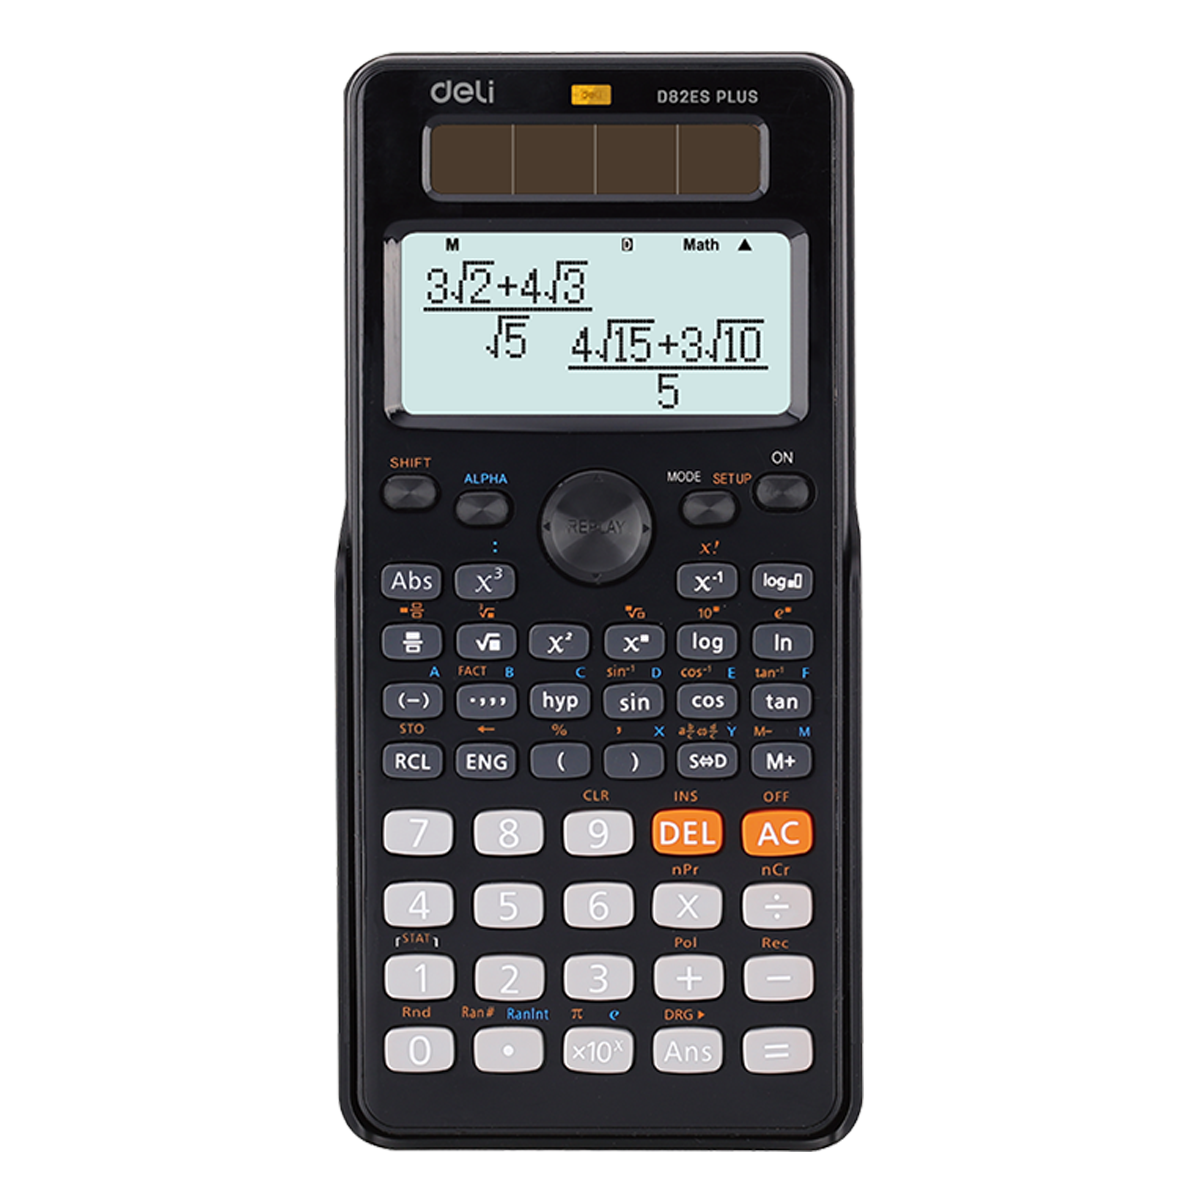 deli deli D82ES PLUS
M D Math ▲
3√2+4√3
√5
4√15+3√10
5
SHIFT ALPHA MODE SETUP ON
REPLAY
: x!
Abs x³ x⁻¹ log■▯
■▯/▯ ³√■ ■√▯ 10■ e■
■/▯ √■ x² x■ log ln
A FACT B C sin⁻¹ D cos⁻¹ E tan⁻¹ F
(−) °,,, hyp sin cos tan
STO ← % , X a b/c⇔d/c Y M− M
RCL ENG ( ) S⇔D M+
CLR INS OFF
7 8 9 DEL AC
nPr nCr
4 5 6 × ÷
STAT Pol Rec
1 2 3 + −
Rnd Ran# RanInt π e DRG▶
0 • ×10ˣ Ans =